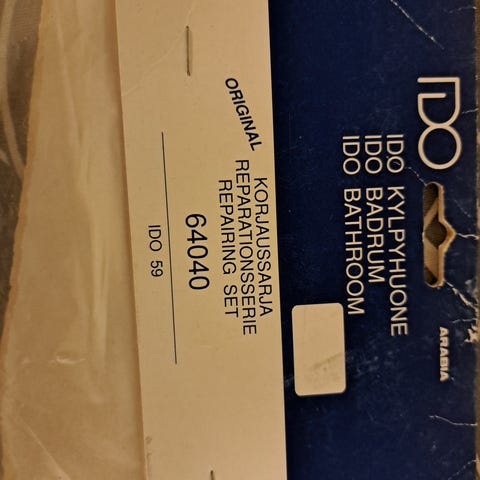 IDO
ARABIA
IDO KYLPYHUONE
IDO BADRUM
IDO BATHROOM
ORIGINAL
KORJAUSSARJA
REPARATIONSSERIE
REPAIRING SET
64040
IDO 59